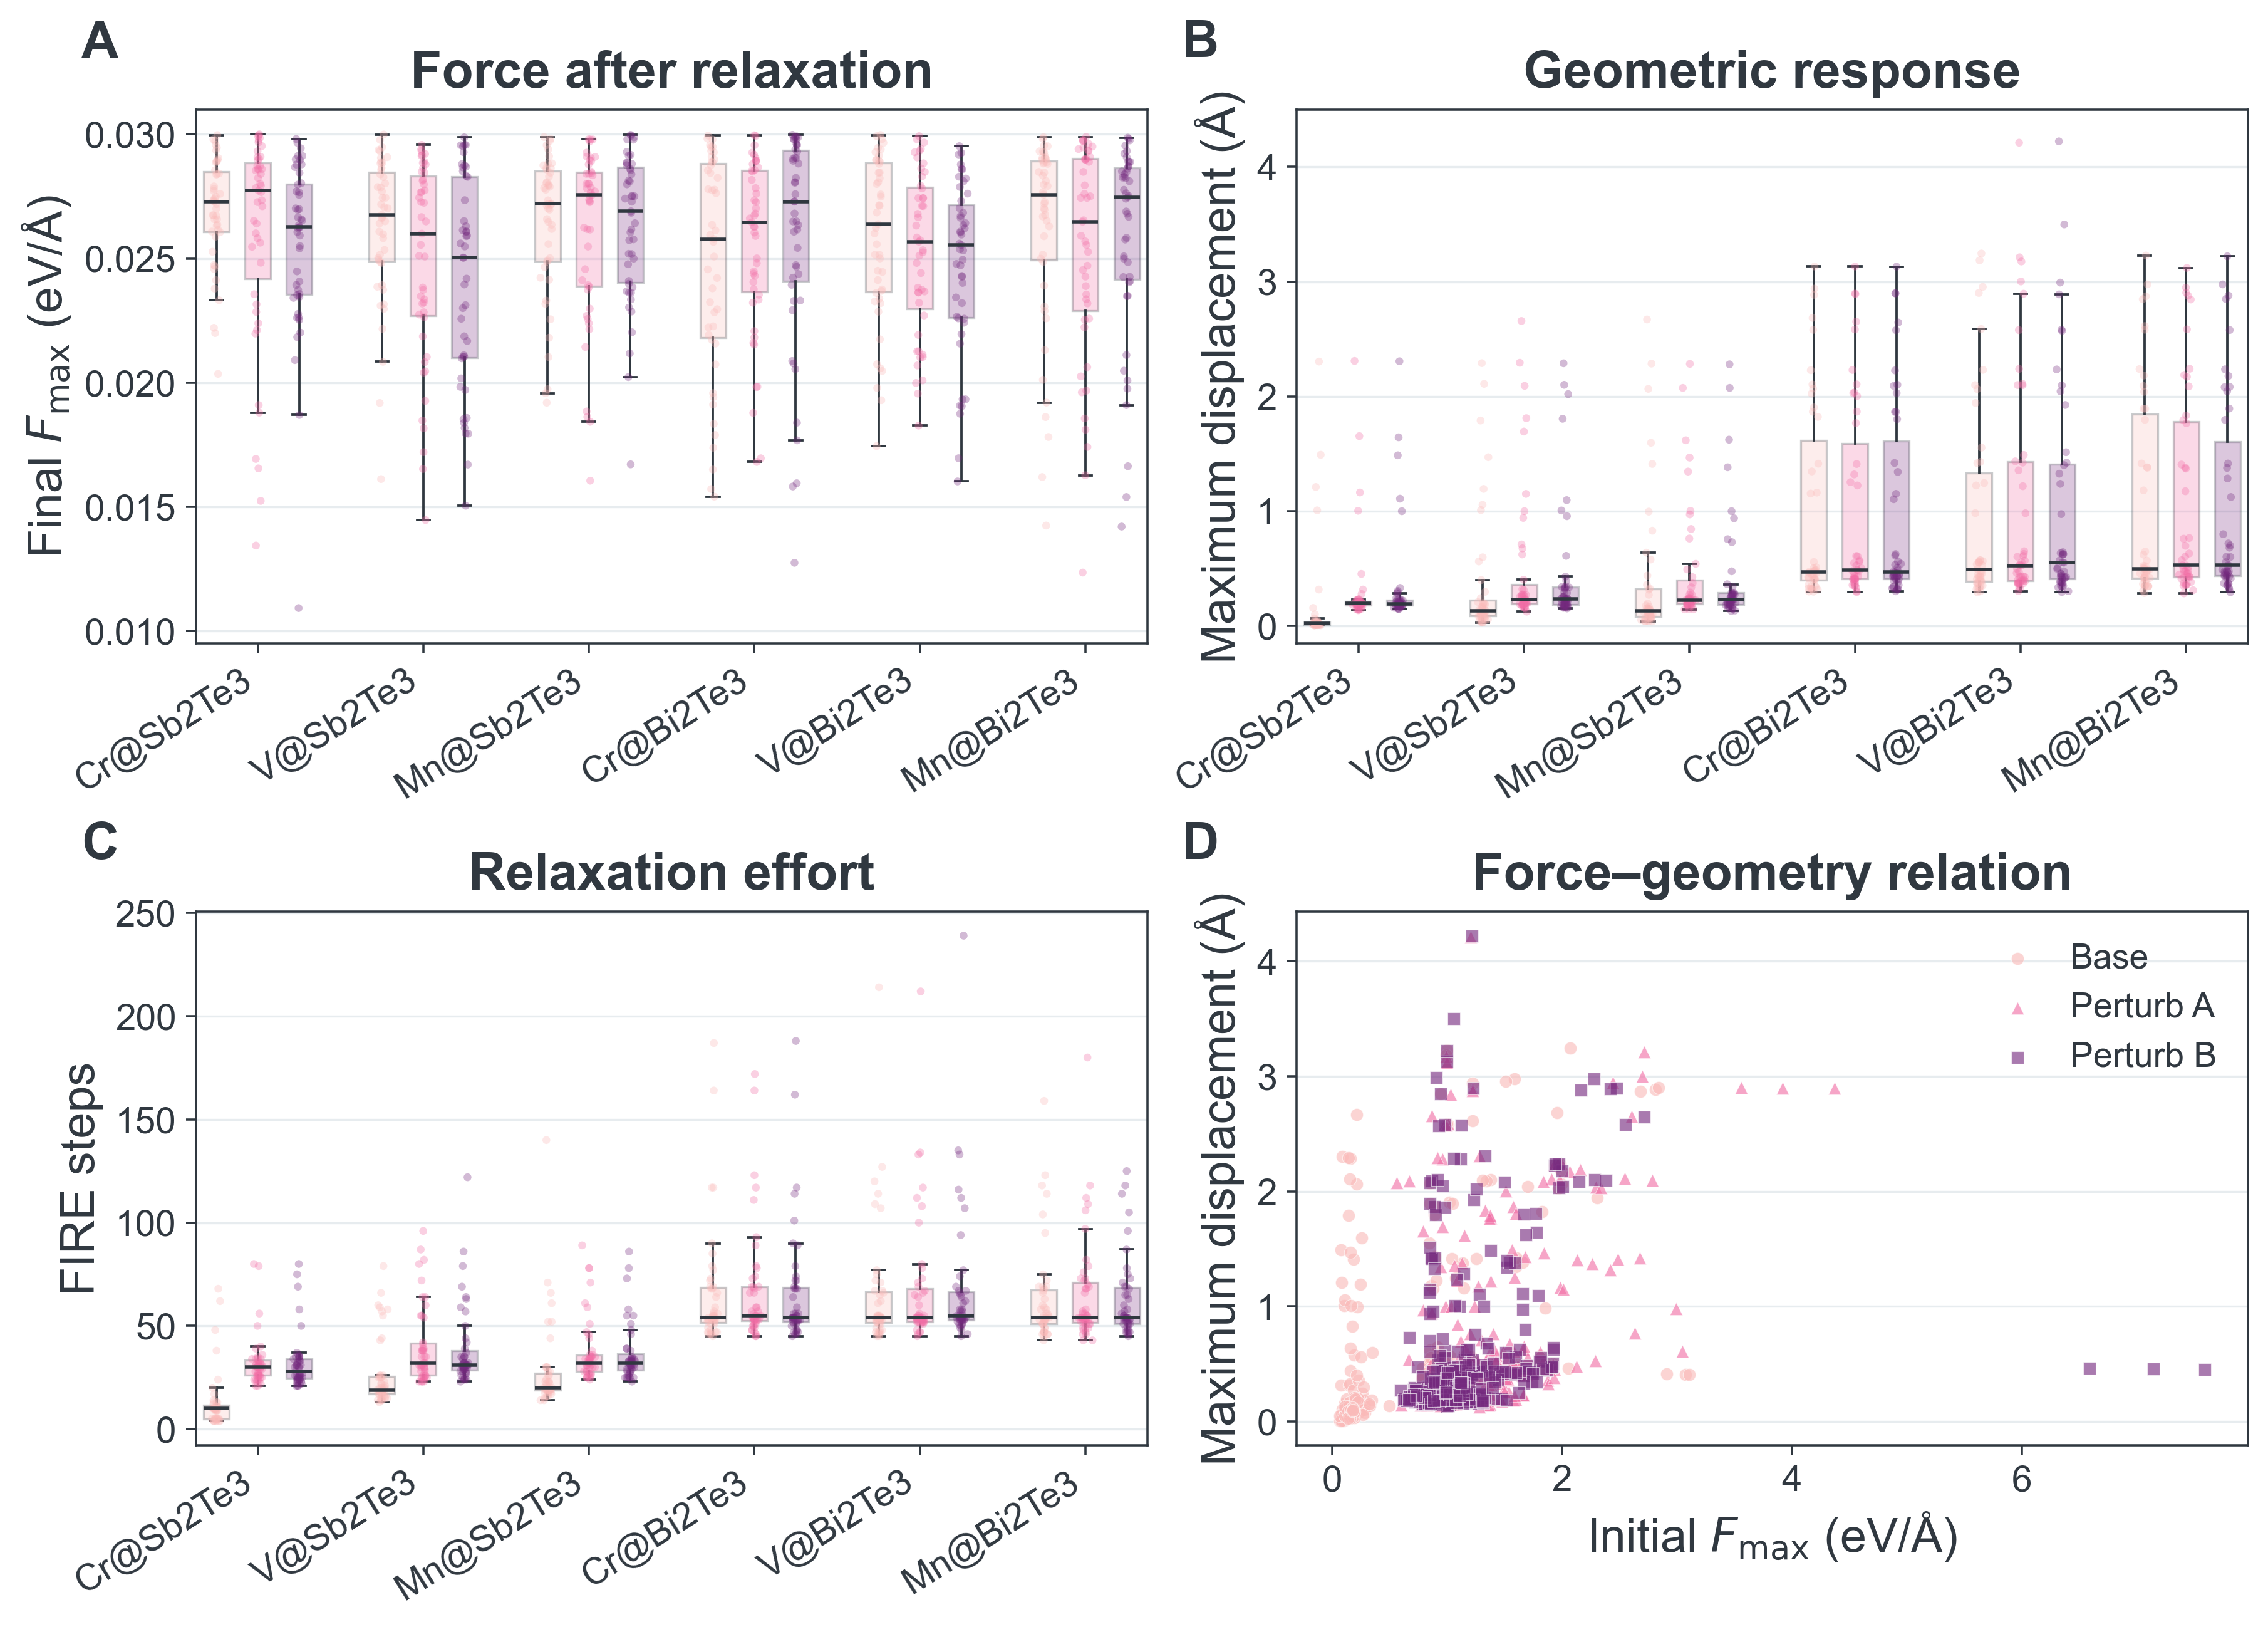 A
Force after relaxation
Final Fmax (eV/Å)
0.030
0.025
0.020
0.015
0.010
Cr@Sb2Te3
V@Sb2Te3
Mn@Sb2Te3
Cr@Bi2Te3
V@Bi2Te3
Mn@Bi2Te3
B
Geometric response
Maximum displacement (Å)
4
3
2
1
0
Cr@Sb2Te3
V@Sb2Te3
Mn@Sb2Te3
Cr@Bi2Te3
V@Bi2Te3
Mn@Bi2Te3
C
Relaxation effort
FIRE steps
250
200
150
100
50
0
Cr@Sb2Te3
V@Sb2Te3
Mn@Sb2Te3
Cr@Bi2Te3
V@Bi2Te3
Mn@Bi2Te3
D
Force–geometry relation
Maximum displacement (Å)
4
3
2
1
0
Base
Perturb A
Perturb B
0
2
4
6
Initial Fmax (eV/Å)